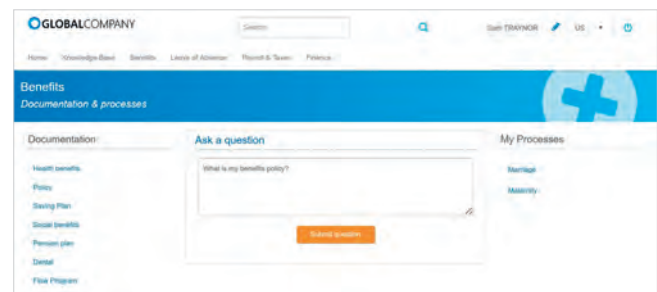 GLOBALCOMPANY
Search
Sam TRAYNOR US
Home Knowledge Base Benefits Leave of Absence Payroll & Taxes Finance
Benefits
Documentation & processes
Documentation
Health benefits
Policy
Saving Plan
Social benefits
Pension plan
Dental
Flow Program
Ask a question
What is my benefits policy?
Submit question
My Processes
Marriage
Maternity